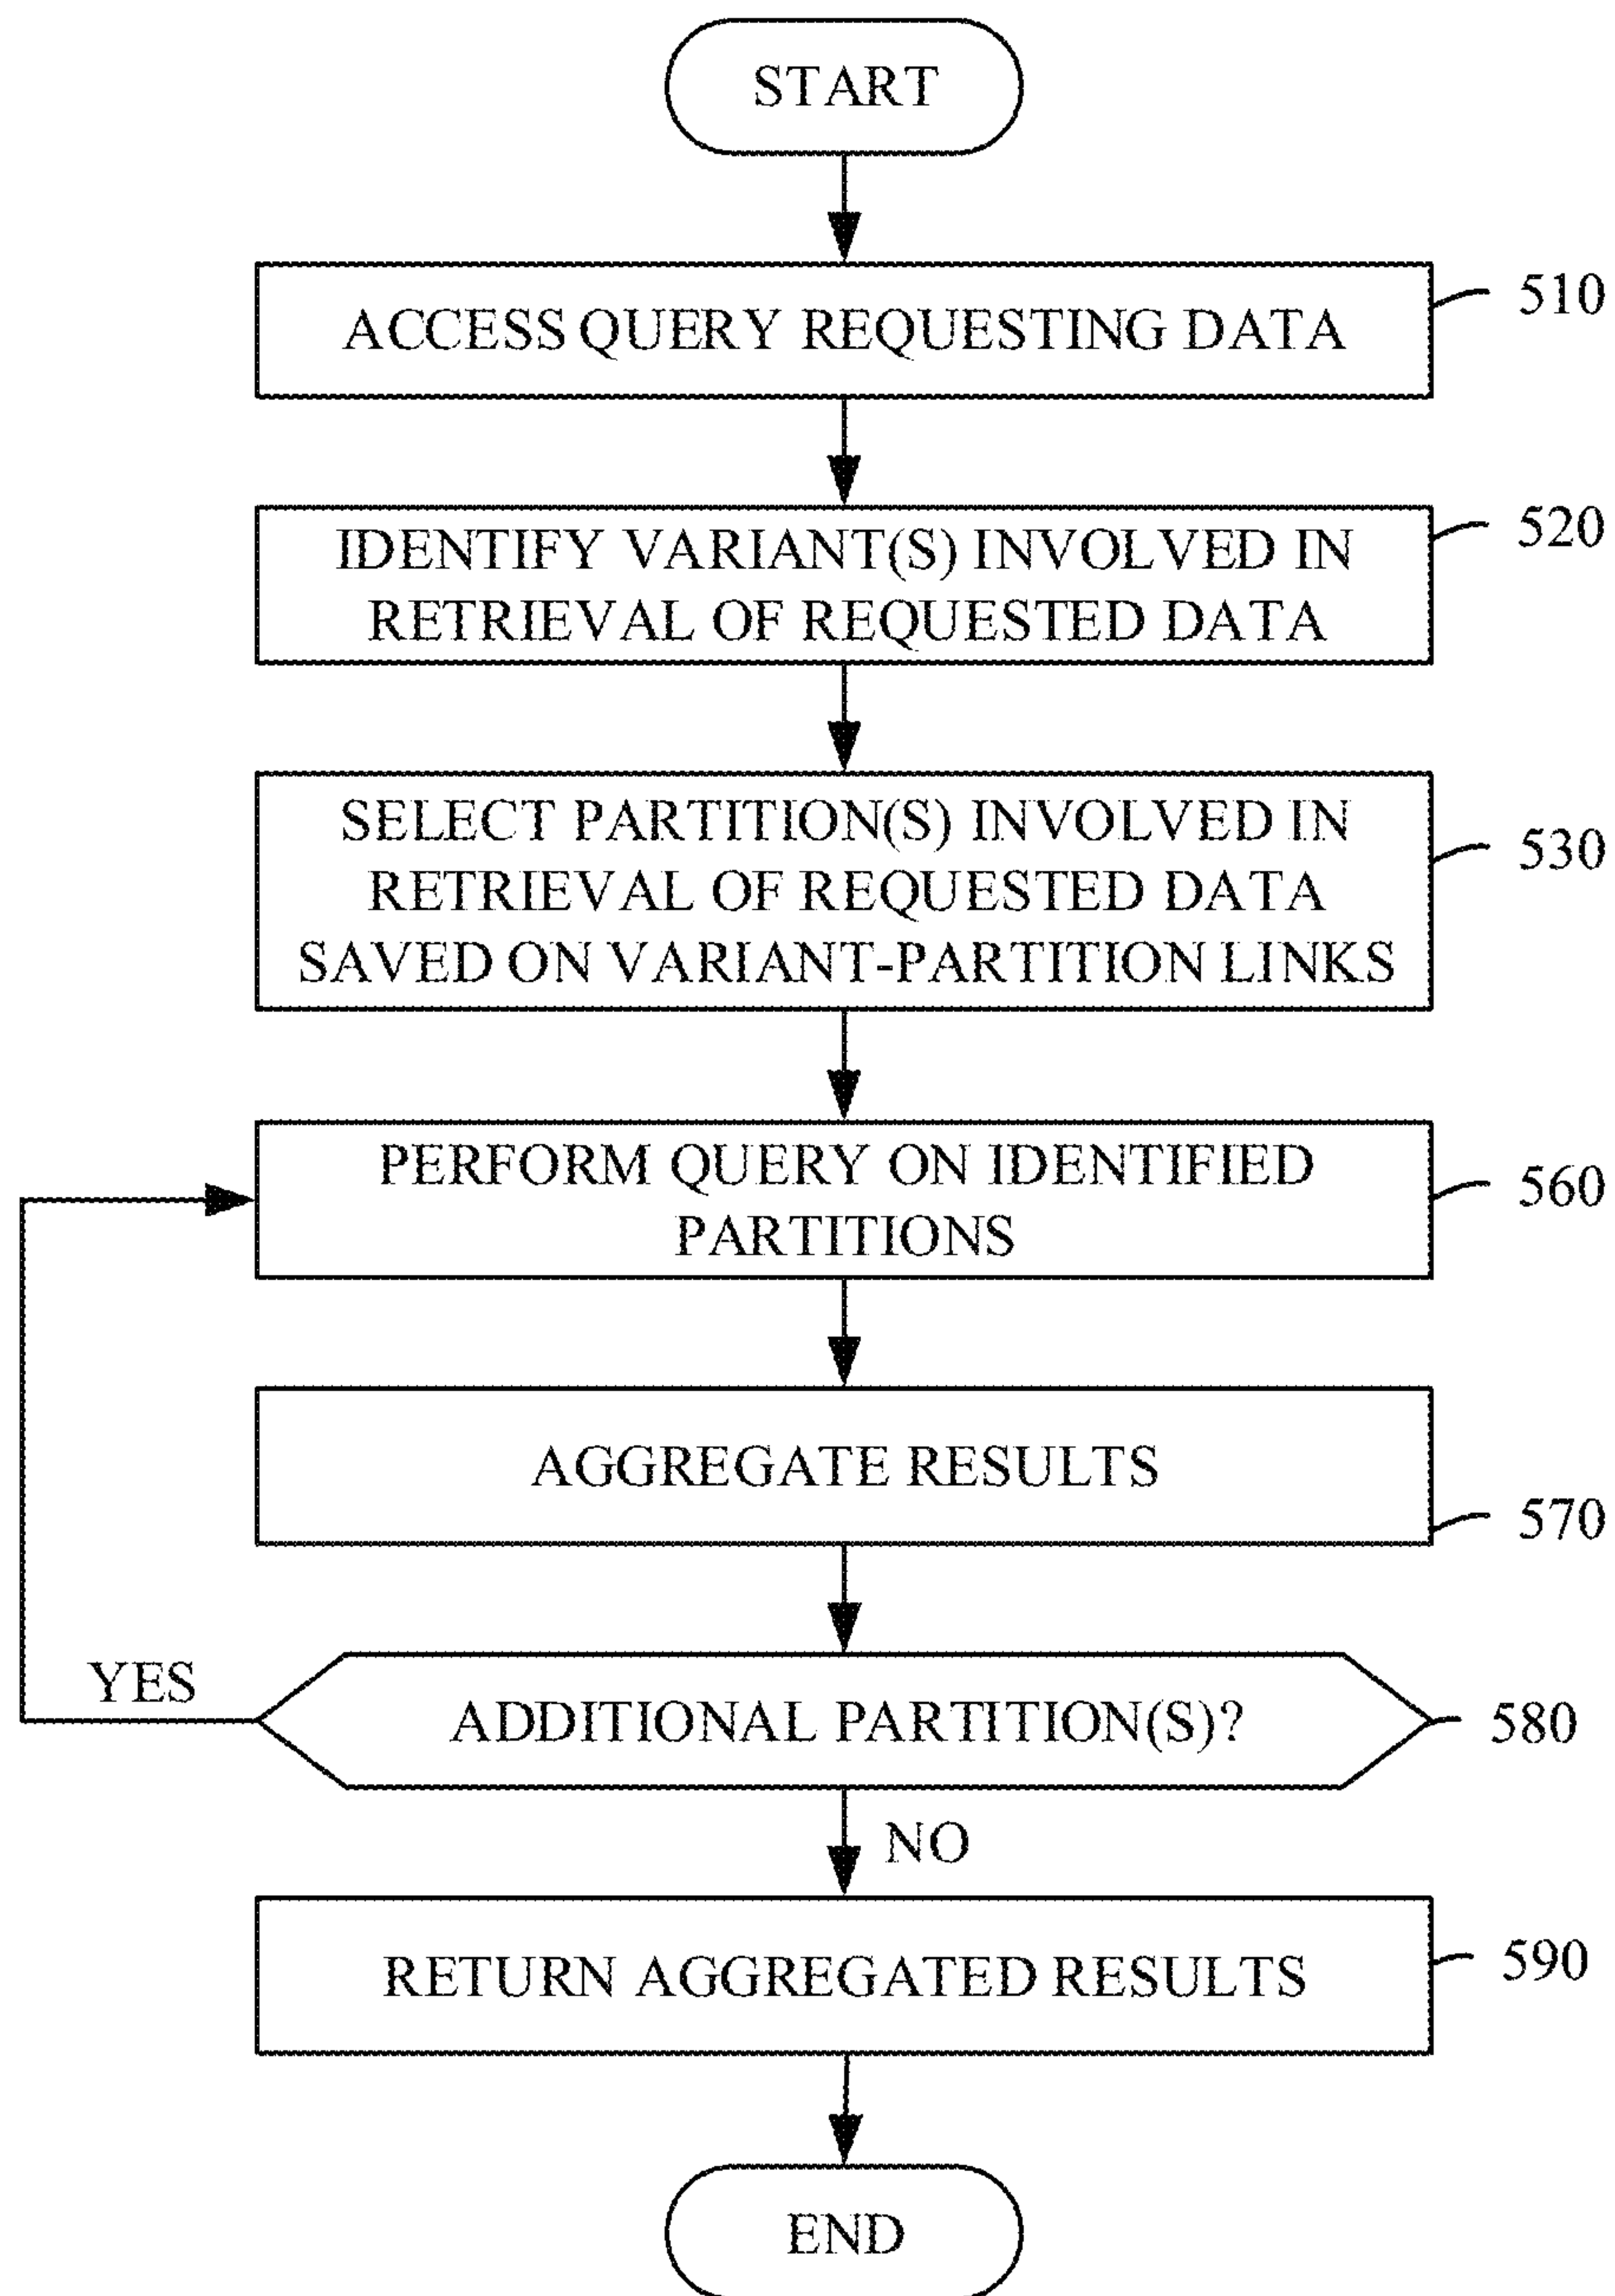 START
ACCESS QUERY REQUESTING DATA
510
IDENTIFY VARIANT(S) INVOLVED IN
RETRIEVAL OF REQUESTED DATA
520
SELECT PARTITION(S) INVOLVED IN
RETRIEVAL OF REQUESTED DATA
SAVED ON VARIANT-PARTITION LINKS
530
PERFORM QUERY ON IDENTIFIED
PARTITIONS
560
AGGREGATE RESULTS
570
YES
ADDITIONAL PARTITION(S)?
580
NO
RETURN AGGREGATED RESULTS
590
END